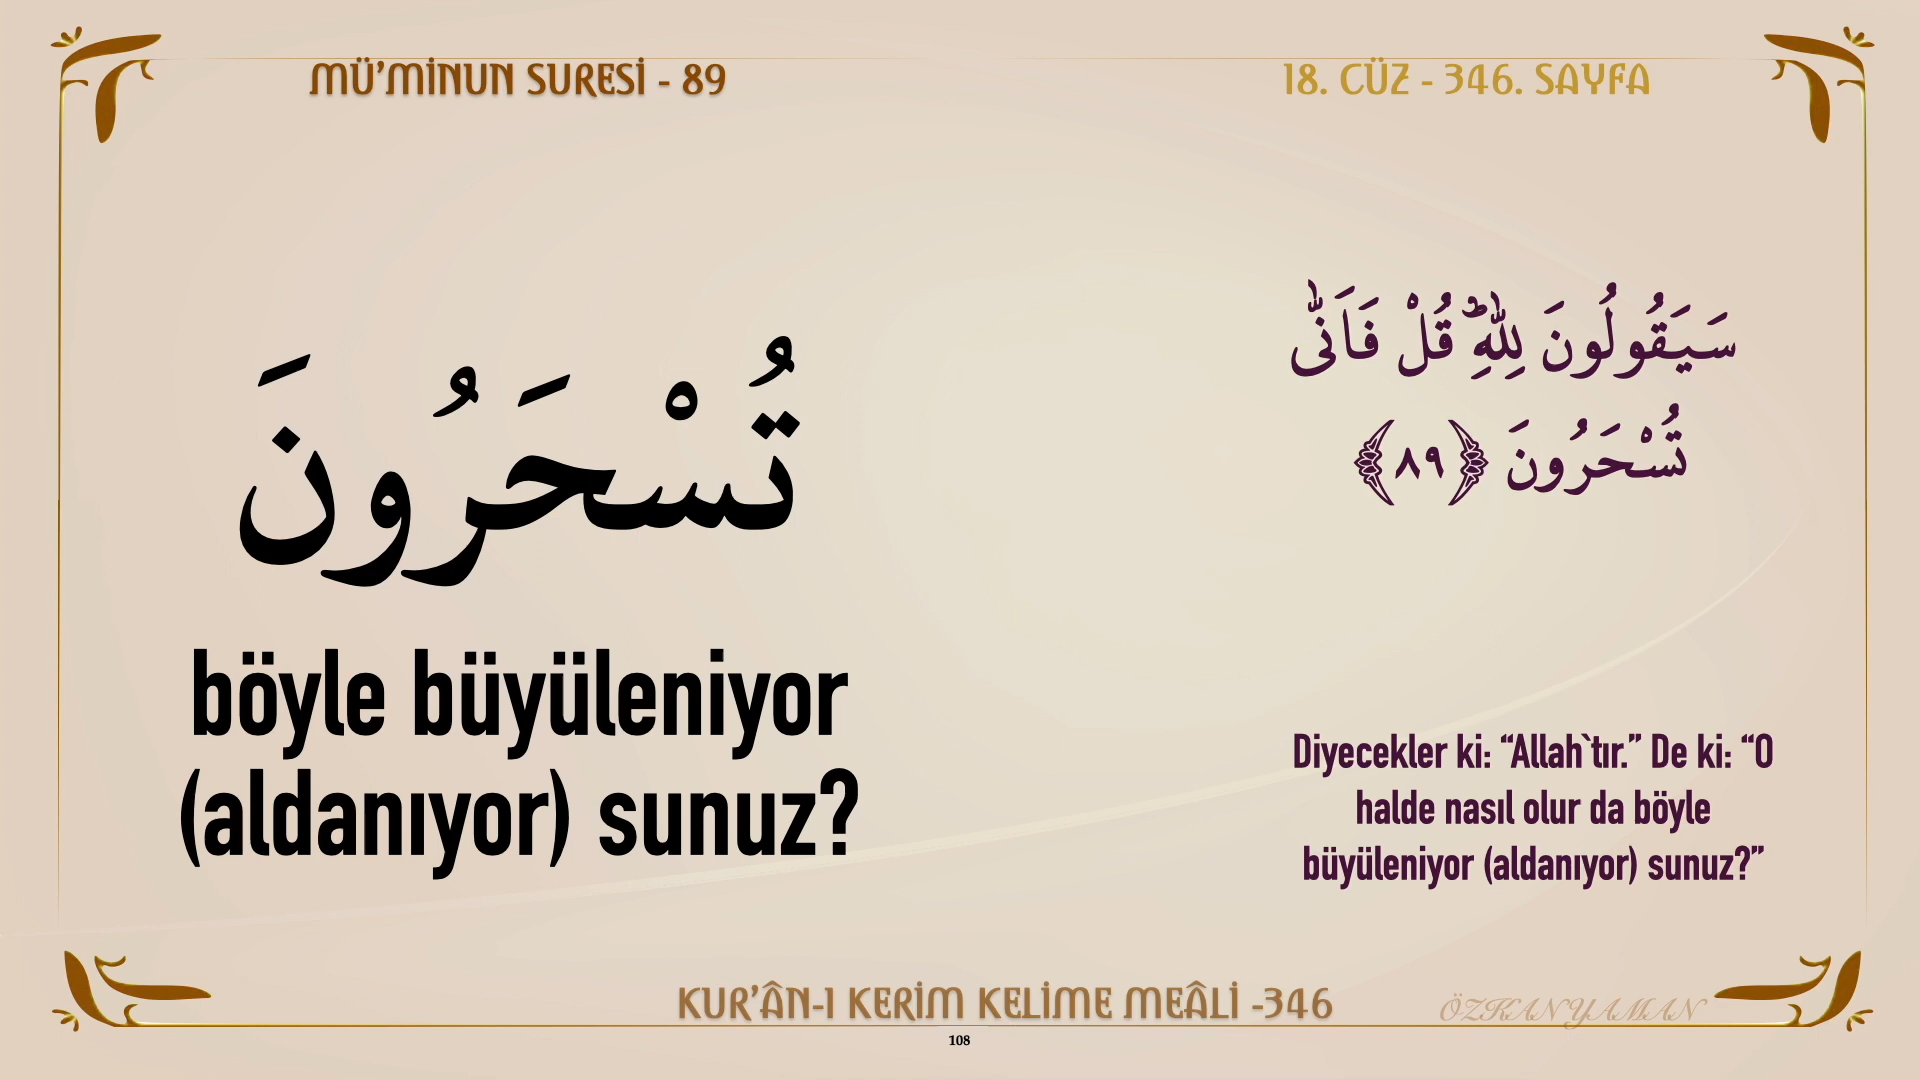 MÜ’MİNUN SURESİ - 89
18. CÜZ - 346. SAYFA
تُسْحَرُونَ
böyle büyüleniyor
(aldanıyor) sunuz?
سَيَقُولُونَ لِلّٰهِۜ قُلْ فَاَنّٰى
تُسْحَرُونَ ﴿٨٩﴾
Diyecekler ki: “Allah`tır.” De ki: “O
halde nasıl olur da böyle
büyüleniyor (aldanıyor) sunuz?”
KUR’ÂN-I KERİM KELİME MEÂLİ -346
ÖZKAN YAMAN
108